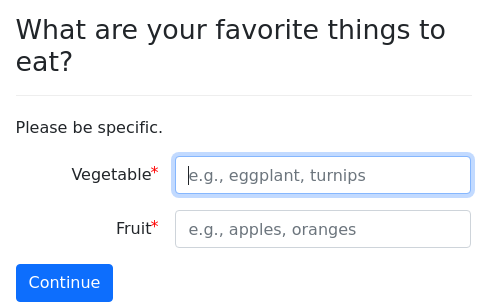 What are your favorite things to
eat?
Please be specific.
Vegetable* e.g., eggplant, turnips
Fruit* e.g., apples, oranges
Continue